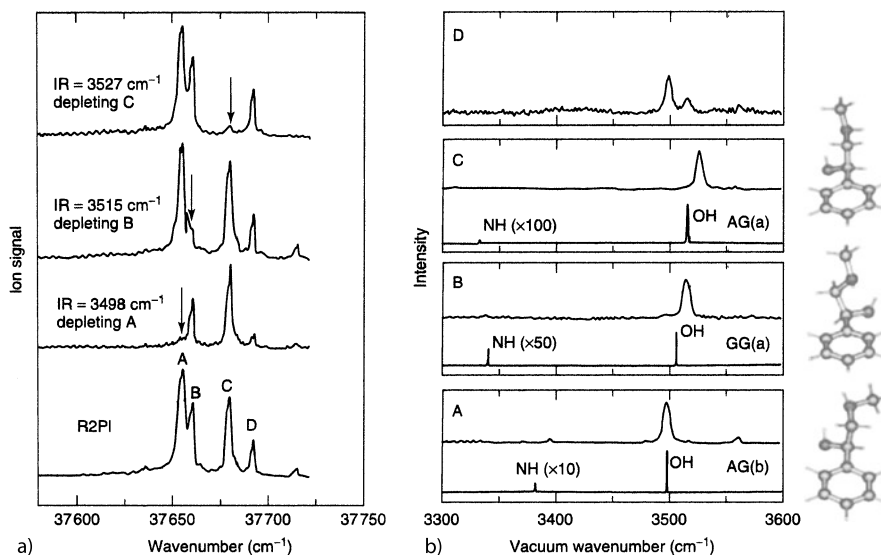 IR = 3527 cm⁻¹
depleting C
IR = 3515 cm⁻¹
depleting B
IR = 3498 cm⁻¹
depleting A
A
B
C
D
R2PI
Ion signal
37600
37650
37700
37750
a)
Wavenumber (cm⁻¹)
D
C
NH (×100)
OH
AG(a)
B
NH (×50)
OH
GG(a)
A
NH (×10)
OH
AG(b)
Intensity
3300
3400
3500
3600
b)
Vacuum wavenumber (cm⁻¹)